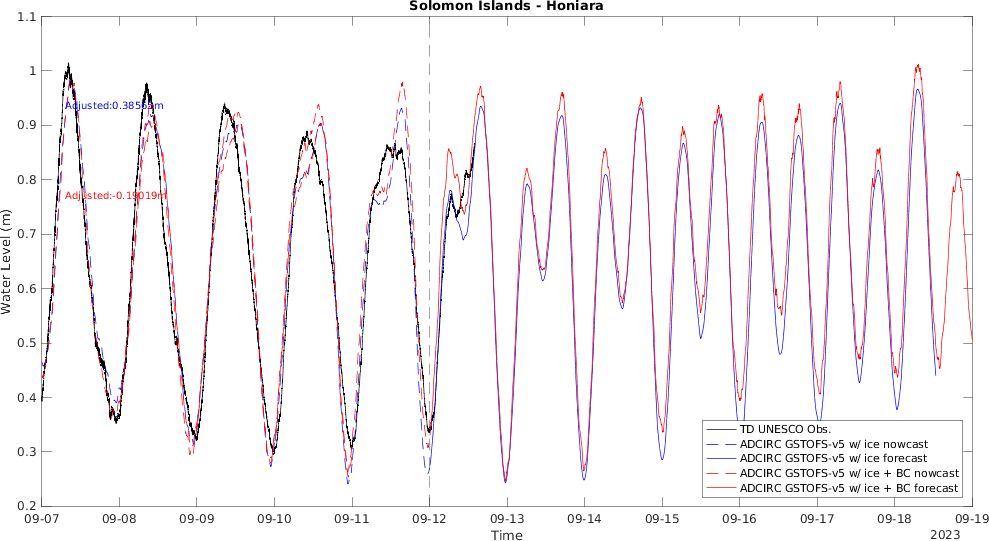 Solomon Islands - Honiara
Water Level (m)
1.1
1
0.9
0.8
0.7
0.6
0.5
0.4
0.3
0.2
Adjusted:0.38565m
Adjusted:-0.19019m
TD UNESCO Obs.
ADCIRC GSTOFS-v5 w/ ice nowcast
ADCIRC GSTOFS-v5 w/ ice forecast
ADCIRC GSTOFS-v5 w/ ice + BC nowcast
ADCIRC GSTOFS-v5 w/ ice + BC forecast
09-07 09-08 09-09 09-10 09-11 09-12 09-13 09-14 09-15 09-16 09-17 09-18 09-19
Time
2023